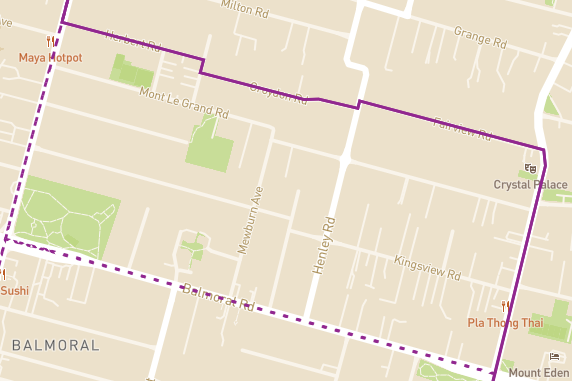 Milton Rd
Grange Rd
Herbert Rd
Maya Hotpot
Croydon Rd
Mont Le Grand Rd
Fairview Rd
Crystal Palace
Mewburn Ave
Henley Rd
Kingsview Rd
Sushi
Balmoral Rd
Pla Thong Thai
BALMORAL
Mount Eden